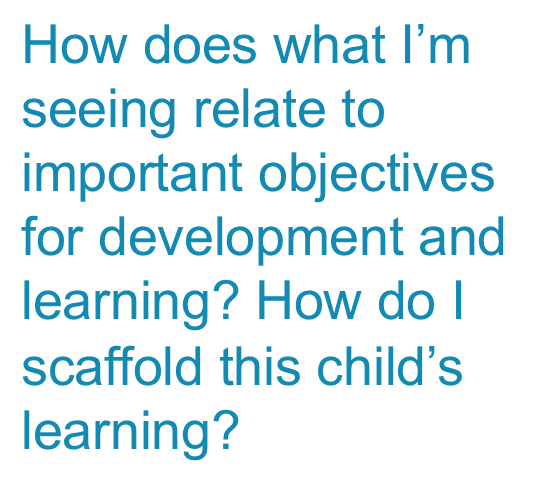 How does what I’m
seeing relate to
important objectives
for development and
learning? How do I
scaffold this child’s
learning?